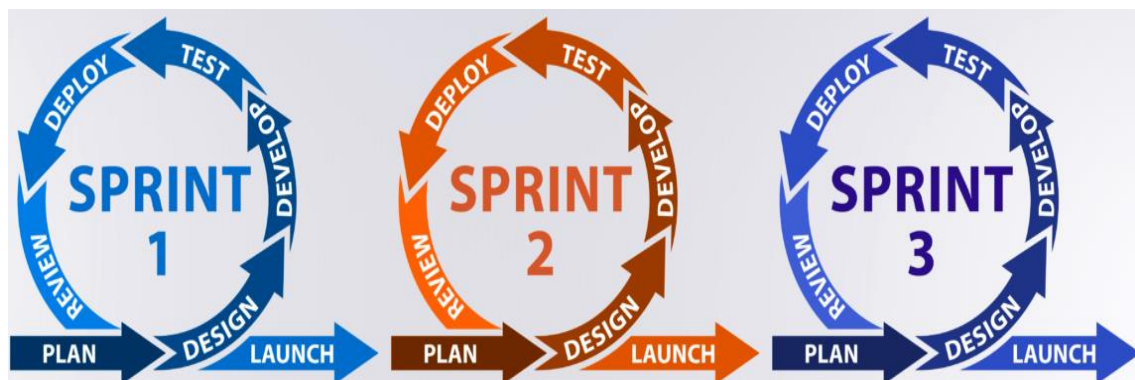 SPRINT
1
PLAN
DESIGN
DEVELOP
TEST
DEPLOY
REVIEW
LAUNCH
SPRINT
2
PLAN
DESIGN
DEVELOP
TEST
DEPLOY
REVIEW
LAUNCH
SPRINT
3
PLAN
DESIGN
DEVELOP
TEST
DEPLOY
REVIEW
LAUNCH